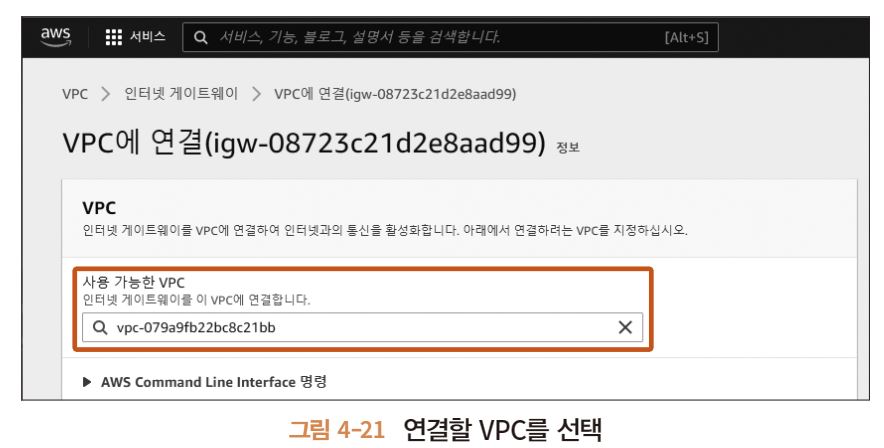 aws 서비스 서비스, 기능, 블로그, 설명서 등을 검색합니다. [Alt+S]
VPC > 인터넷 게이트웨이 > VPC에 연결(igw-08723c21d2e8aad99)
VPC에 연결(igw-08723c21d2e8aad99) 정보
VPC
인터넷 게이트웨이를 VPC에 연결하여 인터넷과의 통신을 활성화합니다. 아래에서 연결하려는 VPC를 지정하십시오.
사용 가능한 VPC
인터넷 게이트웨이를 이 VPC에 연결합니다.
vpc-079a9fb22bc8c21bb
AWS Command Line Interface 명령
그림 4-21 연결할 VPC를 선택